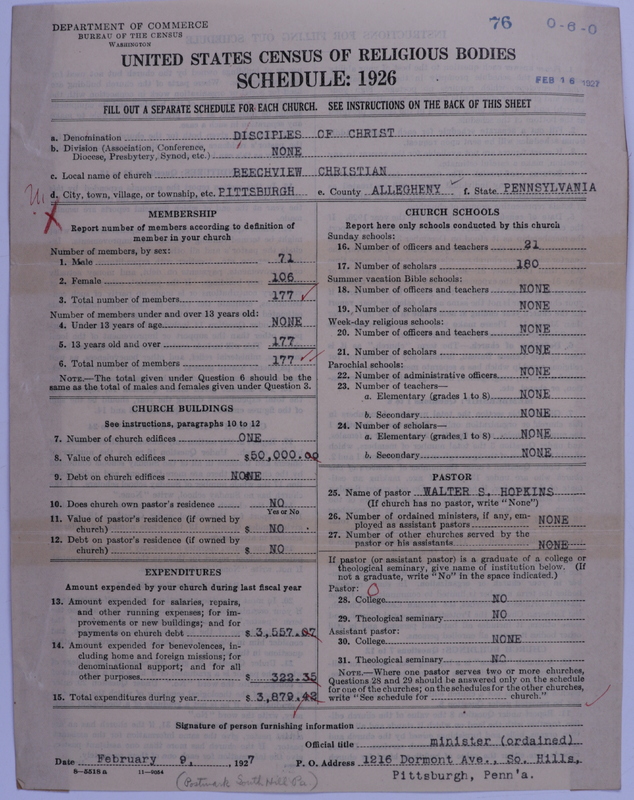 DEPARTMENT OF COMMERCE
BUREAU OF THE CENSUS
WASHINGTON
76
0-6-0
UNITED STATES CENSUS OF RELIGIOUS BODIES
SCHEDULE: 1926
FEB 16 1927
FILL OUT A SEPARATE SCHEDULE FOR EACH CHURCH. SEE INSTRUCTIONS ON THE BACK OF THIS SHEET
a. Denomination DISCIPLES OF CHRIST
b. Division (Association, Conference, Diocese, Presbytery, Synod, etc.) NONE
c. Local name of church BEECHVIEW CHRISTIAN
d. City, town, village, or township, etc. PITTSBURGH e. County ALLEGHENY f. State PENNSYLVANIA
MEMBERSHIP
Report number of members according to definition of
member in your church
Number of members, by sex:
1. Male 71
2. Female 106
3. Total number of members 177
Number of members under and over 13 years old:
4. Under 13 years of age NONE
5. 13 years old and over 177
6. Total number of members 177
NOTE.—The total given under Question 6 should be
same as the total of males and females given under Question 3.
CHURCH BUILDINGS
See instructions, paragraphs 10 to 12
7. Number of church edifices ONE
8. Value of church edifices $50,000.00
9. Debt on church edifices NONE
10. Does church own pastor's residence NO
Yes or No
11. Value of pastor's residence (if owned by
church) $ NO
12. Debt on pastor's residence (if owned by
church) $ NO
EXPENDITURES
Amount expended by your church during last fiscal year
13. Amount expended for salaries, repairs,
and other running expenses; for im-
provements or new buildings; and for
payments on church debt $ 3,557.07
14. Amount expended for benevolences, in-
cluding home and foreign missions; for
denominational support; and for all
other purposes $ 322.35
15. Total expenditures during year $ 3,879.42
CHURCH SCHOOLS
Report here only schools conducted by this church
Sunday schools:
16. Number of officers and teachers 21
17. Number of scholars 180
Summer vacation Bible schools:
18. Number of officers and teachers NONE
19. Number of scholars NONE
Week-day religious schools:
20. Number of officers and teachers NONE
21. Number of scholars NONE
Parochial schools:
22. Number of administrative officers NONE
23. Number of teachers—
a. Elementary (grades 1 to 8) NONE
b. Secondary NONE
24. Number of scholars—
a. Elementary (grades 1 to 8) NONE
b. Secondary NONE
PASTOR
25. Name of pastor WALTER S. HOPKINS
(If church has no pastor, write "None")
26. Number of ordained ministers, if any, em-
ployed as assistant pastors NONE
27. Number of other churches served by the
pastor or his assistants NONE
If pastor (or assistant pastor) is a graduate of a college or
theological seminary, give name of institution below. (If
not a graduate, write "No" in the space indicated.)
Pastor:
28. College NO
29. Theological seminary NO
Assistant pastor:
30. College NONE
31. Theological seminary NO
NOTE.—Where one pastor serves two or more churches,
Questions 28 and 29 should be answered only on the schedule
for one of the churches; on the schedules for the other churches,
write "See schedule for church."
Signature of person furnishing information
Official title minister (ordained)
Date February 9, 1927 P. O. Address 1216 Dormont Ave., So. Hills,
Pittsburgh, Penn'a.
8—5518 a 11—9054
(Postmark South Hill Pa)